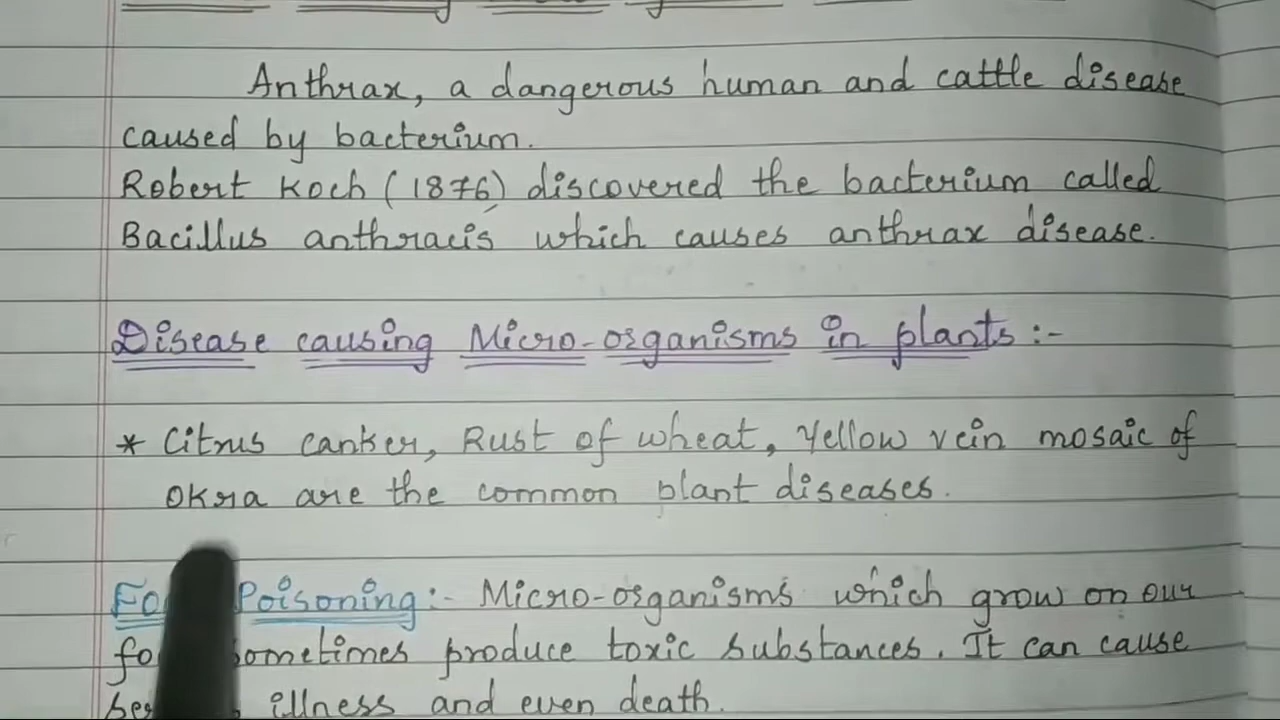 Anthrax, a dangerous human and cattle disease
caused by bacterium.
Robert Koch (1876) discovered the bacterium called
Bacillus anthracis which causes anthrax disease.
Disease causing Micro-organisms in plants :-
* Citrus canker, Rust of wheat, Yellow vein mosaic of
Okra are the common plant diseases.
Poisoning :- Micro-organisms which grow on our
sometimes produce toxic substances. It can cause
illness and even death.